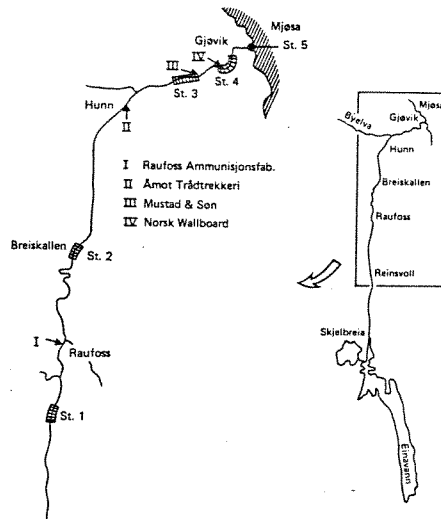 Mjøsa
Gjøvik
St. 5
IV
III
St. 4
St. 3
Hunn
II
I Raufoss Ammunisjonsfab.
II Åmot Trådtrekkeri
III Mustad & Søn
IV Norsk Wallboard
Breiskallen
St. 2
I
Raufoss
St. 1
Mjøsa
Gjøvik
Byelva
Hunn
Breiskallen
Raufoss
Reinsvoll
Skjelbreia
Einavann